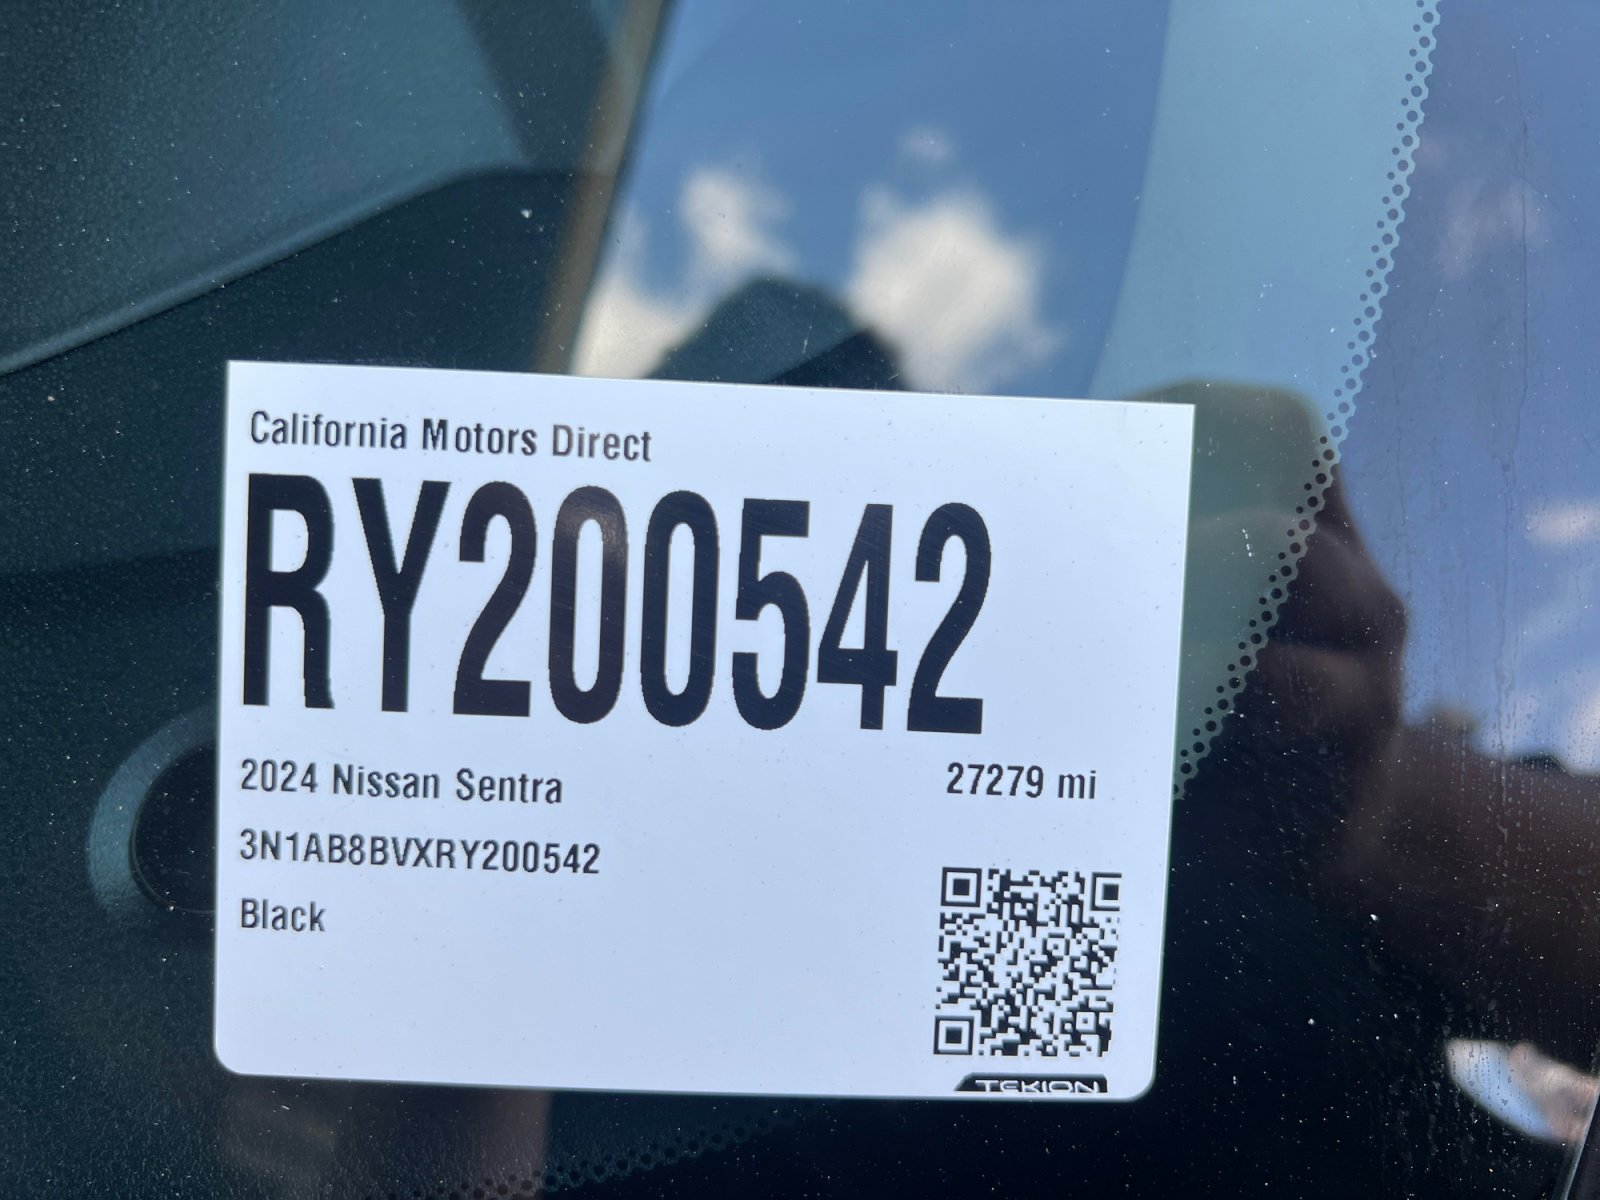 California Motors Direct
RY200542
2024 Nissan Sentra
27279 mi
3N1AB8BVXRY200542
Black
TEKION